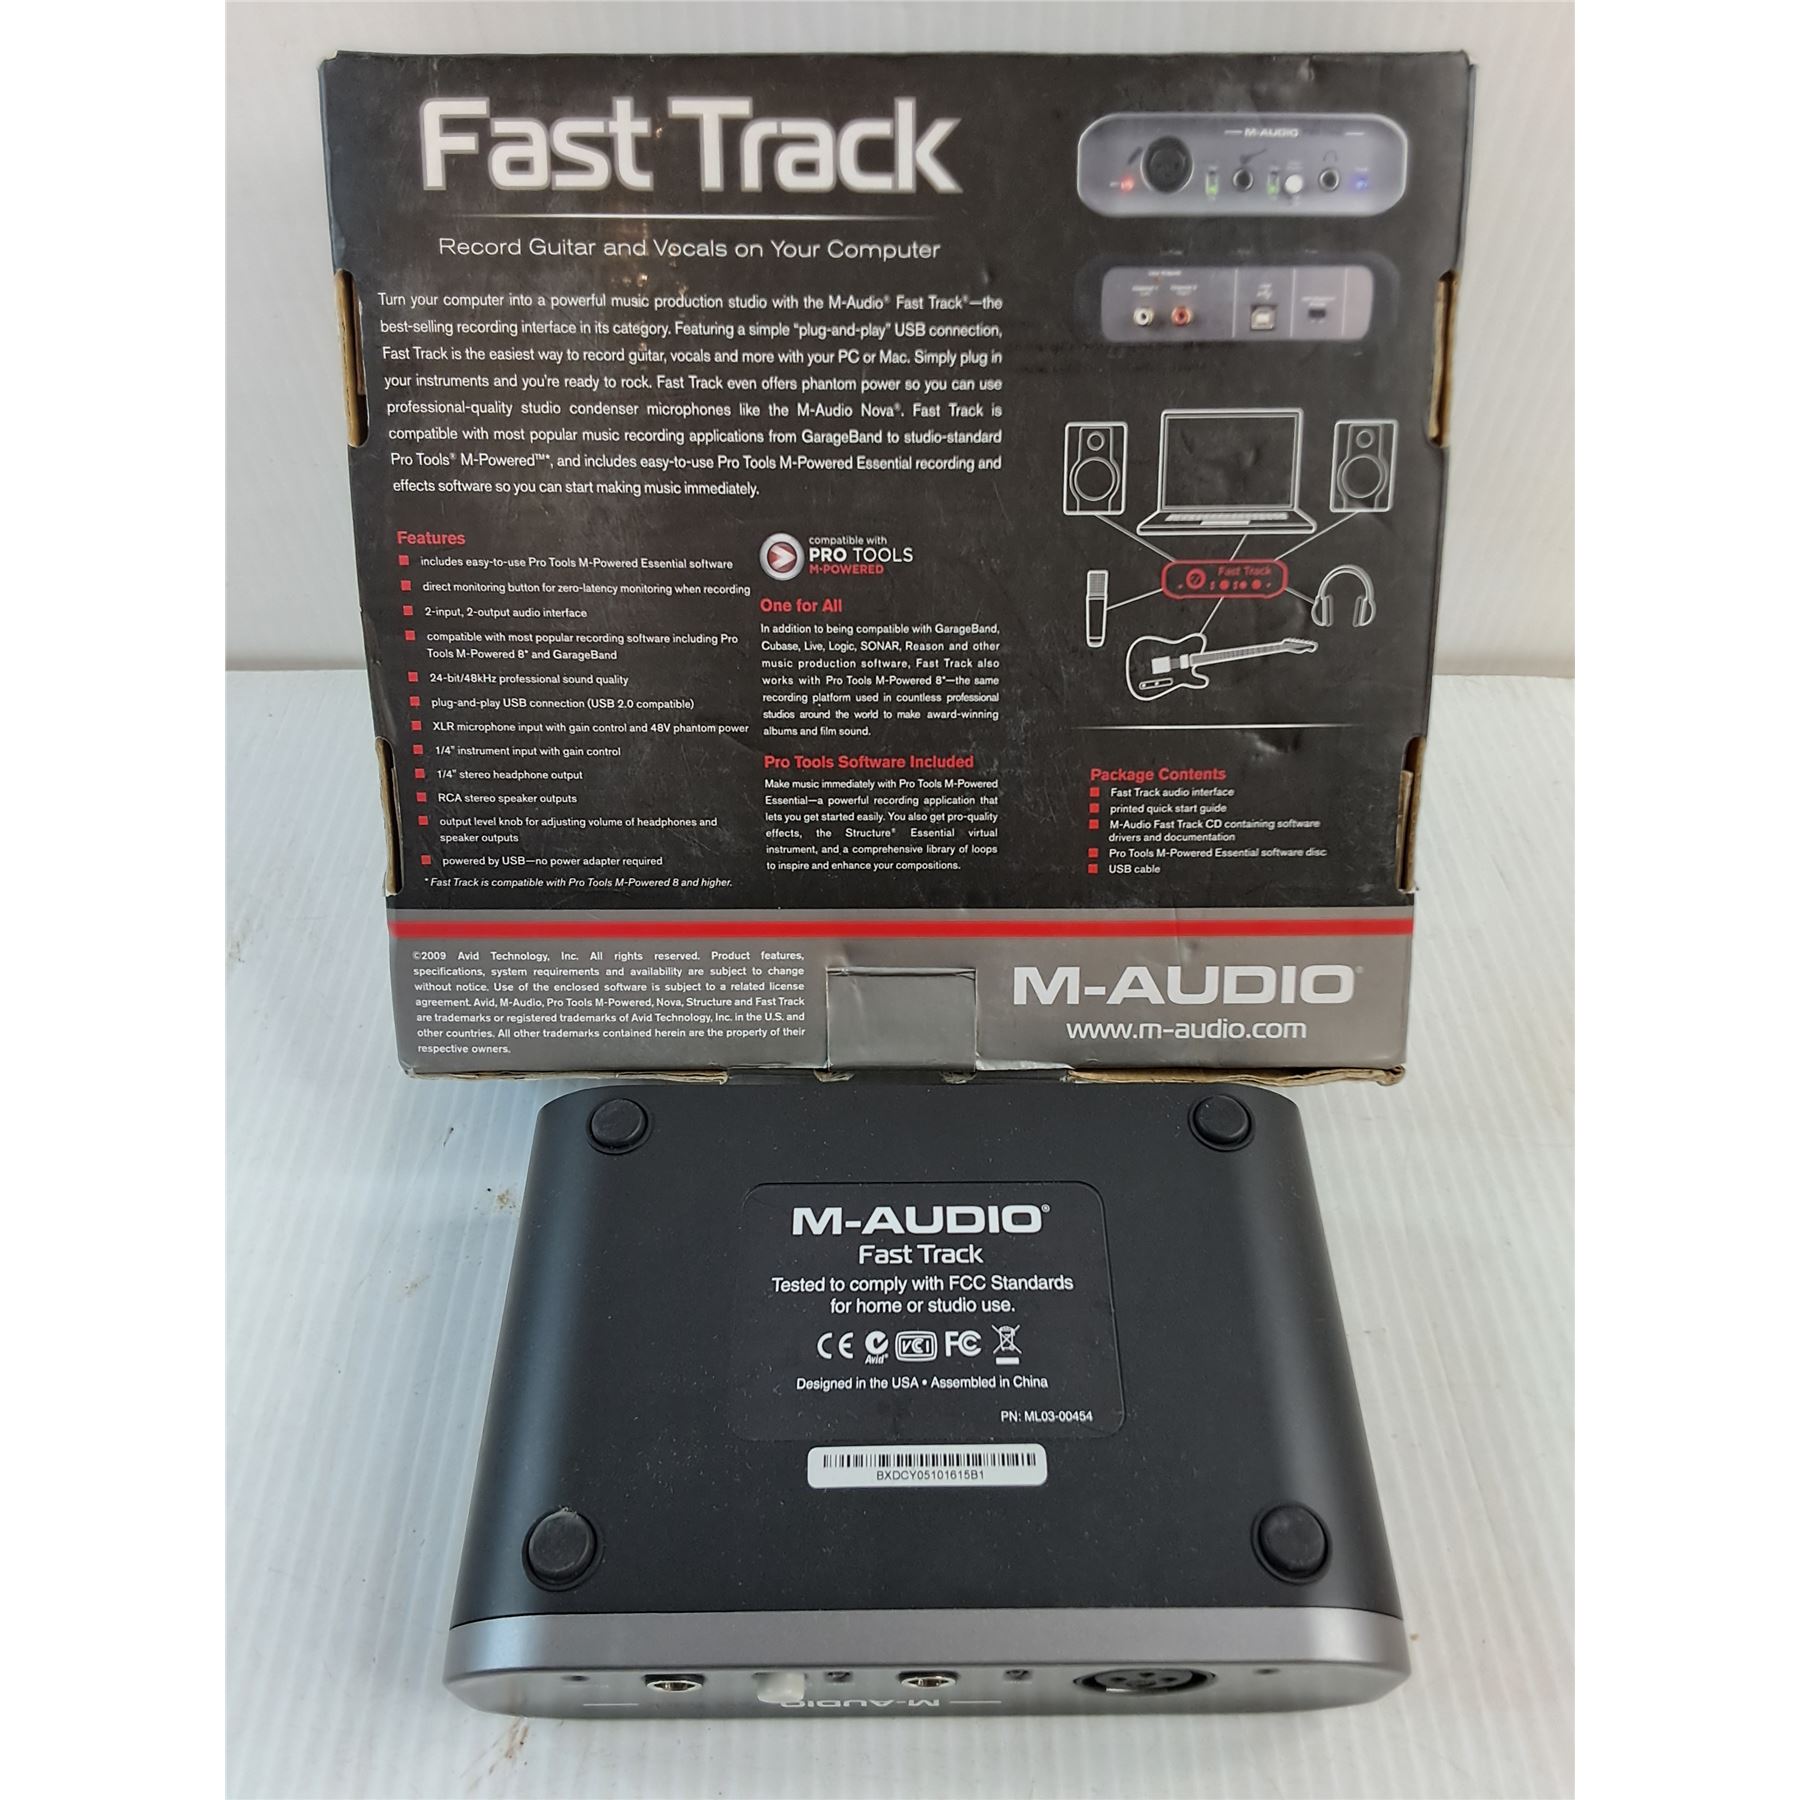 Fast Track
Record Guitar and Vocals on Your Computer
Turn your computer into a powerful music production studio with the M-Audio® Fast Track®—the
best-selling recording interface in its category. Featuring a simple "plug-and-play" USB connection,
Fast Track is the easiest way to record guitar, vocals and more with your PC or Mac. Simply plug in
your instruments and you're ready to rock. Fast Track even offers phantom power so you can use
professional-quality studio condenser microphones like the M-Audio Nova®. Fast Track is
compatible with most popular music recording applications from GarageBand to studio-standard
Pro Tools® M-Powered™*, and includes easy-to-use Pro Tools M-Powered Essential recording and
effects software so you can start making music immediately.
Features
includes easy-to-use Pro Tools M-Powered Essential software
direct monitoring button for zero-latency monitoring when recording
2-input, 2-output audio interface
compatible with most popular recording software including Pro
Tools M-Powered 8* and GarageBand
24-bit/48kHz professional sound quality
plug-and-play USB connection (USB 2.0 compatible)
XLR microphone input with gain control and 48V phantom power
1/4" instrument input with gain control
1/4" stereo headphone output
RCA stereo speaker outputs
output level knob for adjusting volume of headphones and
speaker outputs
powered by USB—no power adapter required
* Fast Track is compatible with Pro Tools M-Powered 8 and higher.
compatible with
PRO TOOLS
M-POWERED
One for All
In addition to being compatible with GarageBand,
Cubase, Live, Logic, SONAR, Reason and other
music production software, Fast Track also
works with Pro Tools M-Powered 8*—the same
recording platform used in countless professional
studios around the world to make award-winning
albums and film sound.
Pro Tools Software Included
Make music immediately with Pro Tools M-Powered
Essential—a powerful recording application that
lets you get started easily. You also get pro-quality
effects, the Structure® Essential virtual
instrument, and a comprehensive library of loops
to inspire and enhance your compositions.
M-AUDIO
Fast Track
Package Contents
Fast Track audio interface
printed quick start guide
M-Audio Fast Track CD containing software
drivers and documentation
Pro Tools M-Powered Essential software disc
USB cable
©2009 Avid Technology, Inc. All rights reserved. Product features,
specifications, system requirements and availability are subject to change
without notice. Use of the enclosed software is subject to a related license
agreement. Avid, M-Audio, Pro Tools M-Powered, Nova, Structure and Fast Track
are trademarks or registered trademarks of Avid Technology, Inc. in the U.S. and
other countries. All other trademarks contained herein are the property of their
respective owners.
M-AUDIO®
www.m-audio.com
M-AUDIO®
Fast Track
Tested to comply with FCC Standards
for home or studio use.
CE Avid® VCI FC
Designed in the USA • Assembled in China
PN: ML03-00454
BXDCY05101615B1
M-AUDIO